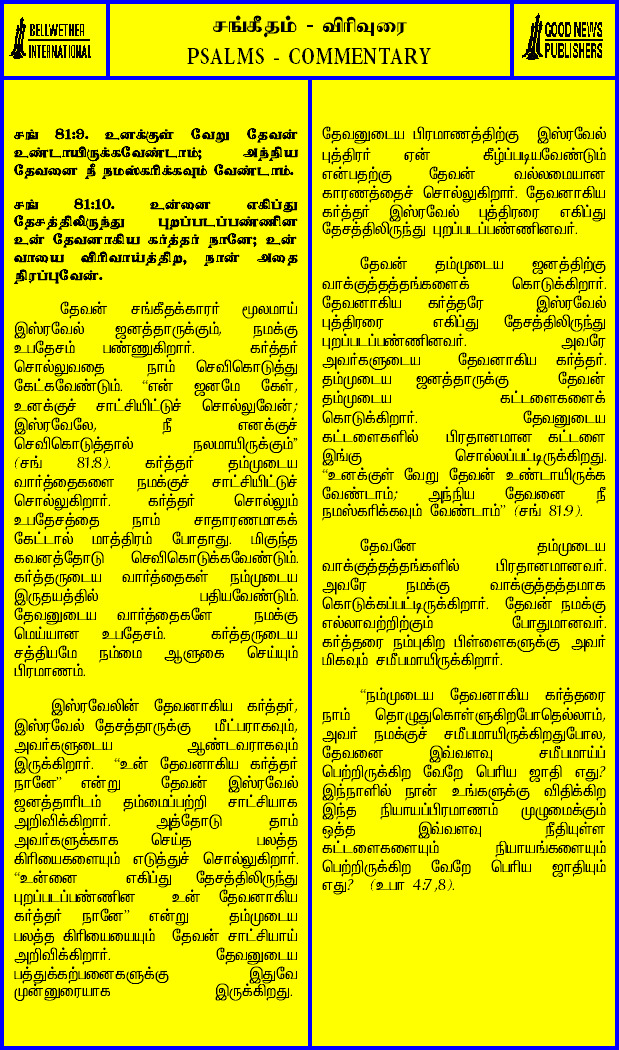 BELLWETHER
INTERNATIONAL
சங்கீதம் - விரிவுரை
PSALMS - COMMENTARY
GOOD NEWS
PUBLISHERS
சங் 81:9. உனக்குள் வேறு தேவன்
உண்டாயிருக்கவேண்டாம்; அந்நிய
தேவனை நீ நமஸ்கரிக்கவும் வேண்டாம்.
சங் 81:10. உன்னை எகிப்து
தேசத்திலிருந்து புறப்படப்பண்ணின
உன் தேவனாகிய கர்த்தர் நானே; உன்
வாயை விரிவாய்த்திற, நான் அதை
நிரப்புவேன்.
தேவன் சங்கீதக்காரர் மூலமாய்
இஸ்ரவேல் ஜனத்தாருக்கும், நமக்கு
உபதேசம் பண்ணுகிறார். கர்த்தர்
சொல்லுவதை நாம் செவிகொடுத்து
கேட்கவேண்டும். “என் ஜனமே கேள்,
உனக்குச் சாட்சியிட்டுச் சொல்லுவேன்;
இஸ்ரவேலே, நீ எனக்குச்
செவிகொடுத்தால் நலமாயிருக்கும்”
(சங் 81:8). கர்த்தர் தம்முடைய
வார்த்தைகளை நமக்குச் சாட்சியிட்டுச்
சொல்லுகிறார். கர்த்தர் சொல்லும்
உபதேசத்தை நாம் சாதாரணமாகக்
கேட்டால் மாத்திரம் போதாது. மிகுந்த
கவனத்தோடு செவிகொடுக்கவேண்டும்.
கர்த்தருடைய வார்த்தைகள் நம்முடைய
இருதயத்தில் பதியவேண்டும்.
தேவனுடைய வார்த்தைகளே நமக்கு
மெய்யான உபதேசம். கர்த்தருடைய
சத்தியமே நம்மை ஆளுகை செய்யும்
பிரமாணம்.
இஸ்ரவேலின் தேவனாகிய கர்த்தர்,
இஸ்ரவேல் தேசத்தாருக்கு மீட்பராகவும்,
அவர்களுடைய ஆண்டவராகவும்
இருக்கிறார். “உன் தேவனாகிய கர்த்தர்
நானே” என்று தேவன் இஸ்ரவேல்
ஜனத்தாரிடம் தம்மைப்பற்றி சாட்சியாக
அறிவிக்கிறார். அத்தோடு தாம்
அவர்களுக்காக செய்த பலத்த
கிரியைகளையும் எடுத்துச் சொல்லுகிறார்.
“உன்னை எகிப்து தேசத்திலிருந்து
புறப்படப்பண்ணின உன் தேவனாகிய
கர்த்தர் நானே” என்று தம்முடைய
பலத்த கிரியையையும் தேவன் சாட்சியாய்
அறிவிக்கிறார். தேவனுடைய
பத்துக்கற்பனைகளுக்கு இதுவே
முன்னுரையாக இருக்கிறது.
தேவனுடைய பிரமாணத்திற்கு இஸ்ரவேல்
புத்திரர் ஏன் கீழ்ப்படியவேண்டும்
என்பதற்கு தேவன் வல்லமையான
காரணத்தைச் சொல்லுகிறார். தேவனாகிய
கர்த்தர் இஸ்ரவேல் புத்திரரை எகிப்து
தேசத்திலிருந்து புறப்படப்பண்ணினவர்.
தேவன் தம்முடைய ஜனத்திற்கு
வாக்குத்தத்தங்களைக் கொடுக்கிறார்.
தேவனாகிய கர்த்தரே இஸ்ரவேல்
புத்திரரை எகிப்து தேசத்திலிருந்து
புறப்படப்பண்ணினவர். அவரே
அவர்களுடைய தேவனாகிய கர்த்தர்.
தம்முடைய ஜனத்தாருக்கு தேவன்
தம்முடைய கட்டளைகளைக்
கொடுக்கிறார். தேவனுடைய
கட்டளைகளில் பிரதானமான கட்டளை
இங்கு சொல்லப்பட்டிருக்கிறது.
“உனக்குள் வேறு தேவன் உண்டாயிருக்க
வேண்டாம்; அந்நிய தேவனை நீ
நமஸ்கரிக்கவும் வேண்டாம்” (சங் 81:9).
தேவனே தம்முடைய
வாக்குத்தத்தங்களில் பிரதானமானவர்.
அவரே நமக்கு வாக்குத்தத்தமாக
கொடுக்கப்பட்டிருக்கிறார். தேவன் நமக்கு
எல்லாவற்றிற்கும் போதுமானவர்.
கர்த்தரை நம்புகிற பிள்ளைகளுக்கு அவர்
மிகவும் சமீபமாயிருக்கிறார்.
“நம்முடைய தேவனாகிய கர்த்தரை
நாம் தொழுதுகொள்ளுகிறபோதெல்லாம்,
அவர் நமக்குச் சமீபமாயிருக்கிறதுபோல,
தேவனை இவ்வளவு சமீபமாய்ப்
பெற்றிருக்கிற வேறே பெரிய ஜாதி எது?
இந்நாளில் நான் உங்களுக்கு விதிக்கிற
இந்த நியாயப்பிரமாணம் முழுமைக்கும்
ஒத்த இவ்வளவு நீதியுள்ள
கட்டளைகளையும் நியாயங்களையும்
பெற்றிருக்கிற வேறே பெரிய ஜாதியும்
எது? (உபா 4:7,8).